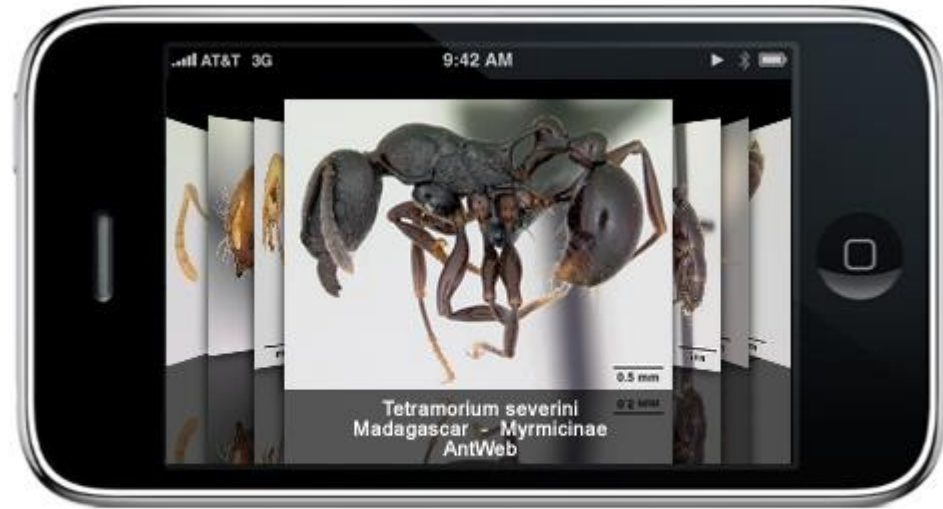 AT&T 3G 9:42 AM
0.5 mm
Tetramorium severini
Madagascar - Myrmicinae
AntWeb